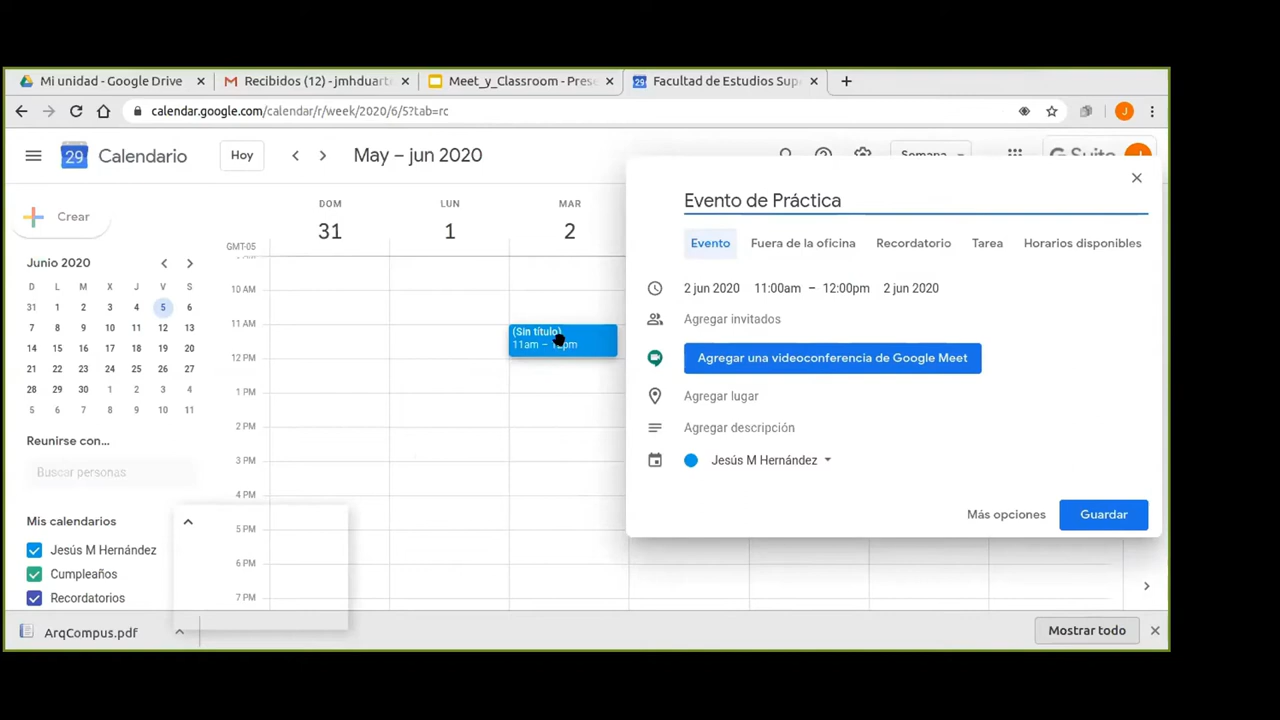 Mi unidad - Google Drive
Recibidos (12) - jmhduart
Meet_y_Classroom - Prese
Facultad de Estudios Sup
calendar.google.com/calendar/r/week/2020/6/5?tab=rc
J
29 Calendario
Hoy
May – jun 2020
Semana
G Suite
Crear
DOM LUN MAR
31 1 2
GMT-05
10 AM
11 AM
12 PM
1 PM
2 PM
3 PM
4 PM
5 PM
6 PM
7 PM
(Sin título)
11am –
Junio 2020
D L M X J V S
31 1 2 3 4 5 6
7 8 9 10 11 12 13
14 15 16 17 18 19 20
21 22 23 24 25 26 27
28 29 30 1 2 3 4
5 6 7 8 9 10 11
Reunirse con...
Buscar personas
Mis calendarios
Jesús M Hernández
Cumpleaños
Recordatorios
Evento de Práctica
Evento Fuera de la oficina Recordatorio Tarea Horarios disponibles
2 jun 2020 11:00am – 12:00pm 2 jun 2020
Agregar invitados
Agregar una videoconferencia de Google Meet
Agregar lugar
Agregar descripción
Jesús M Hernández
Más opciones
Guardar
ArqCompus.pdf
Mostrar todo